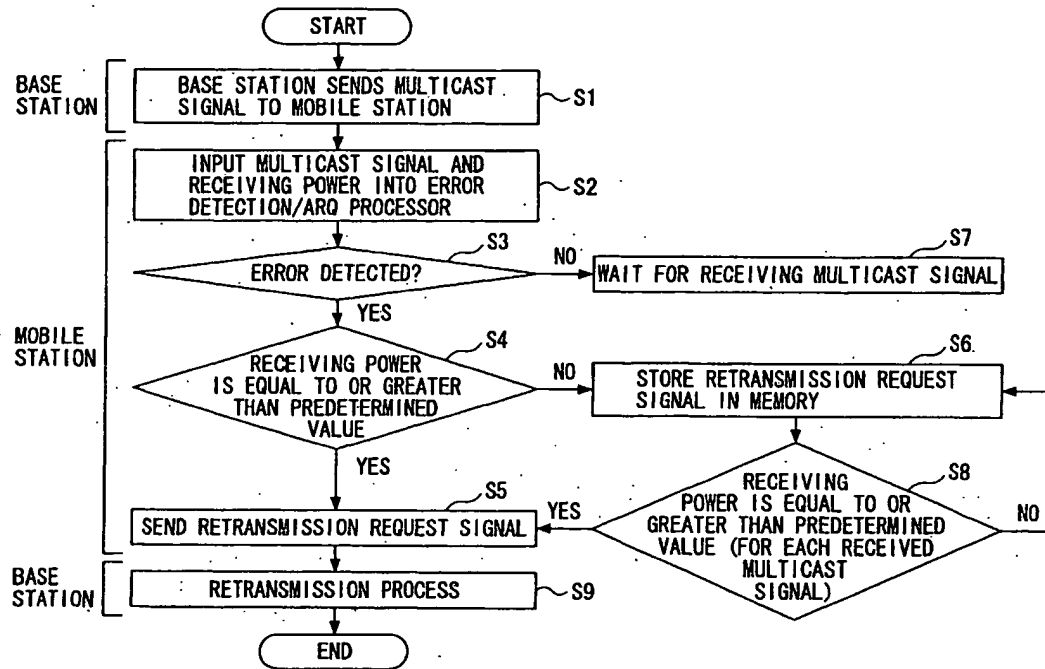 START
BASE
STATION
BASE STATION SENDS MULTICAST
SIGNAL TO MOBILE STATION
S1
MOBILE
STATION
INPUT MULTICAST SIGNAL AND
RECEIVING POWER INTO ERROR
DETECTION/ARQ PROCESSOR
S2
ERROR DETECTED?
S3
NO
YES
WAIT FOR RECEIVING MULTICAST SIGNAL
S7
RECEIVING POWER
IS EQUAL TO OR GREATER
THAN PREDETERMINED
VALUE
S4
NO
YES
STORE RETRANSMISSION REQUEST
SIGNAL IN MEMORY
S6
RECEIVING
POWER IS EQUAL TO OR
GREATER THAN PREDETERMINED
VALUE (FOR EACH RECEIVED
MULTICAST
SIGNAL)
S8
YES
NO
SEND RETRANSMISSION REQUEST SIGNAL
S5
BASE
STATION
RETRANSMISSION PROCESS
S9
END